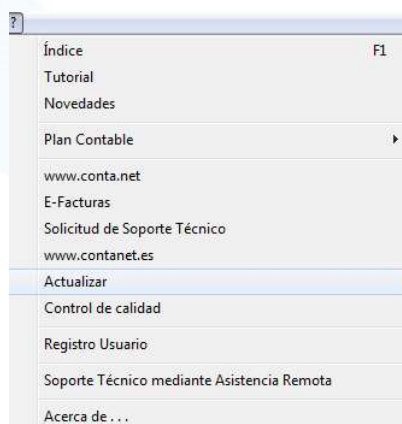 ?
Índice F1
Tutorial
Novedades
Plan Contable
www.conta.net
E-Facturas
Solicitud de Soporte Técnico
www.contanet.es
Actualizar
Control de calidad
Registro Usuario
Soporte Técnico mediante Asistencia Remota
Acerca de . . .